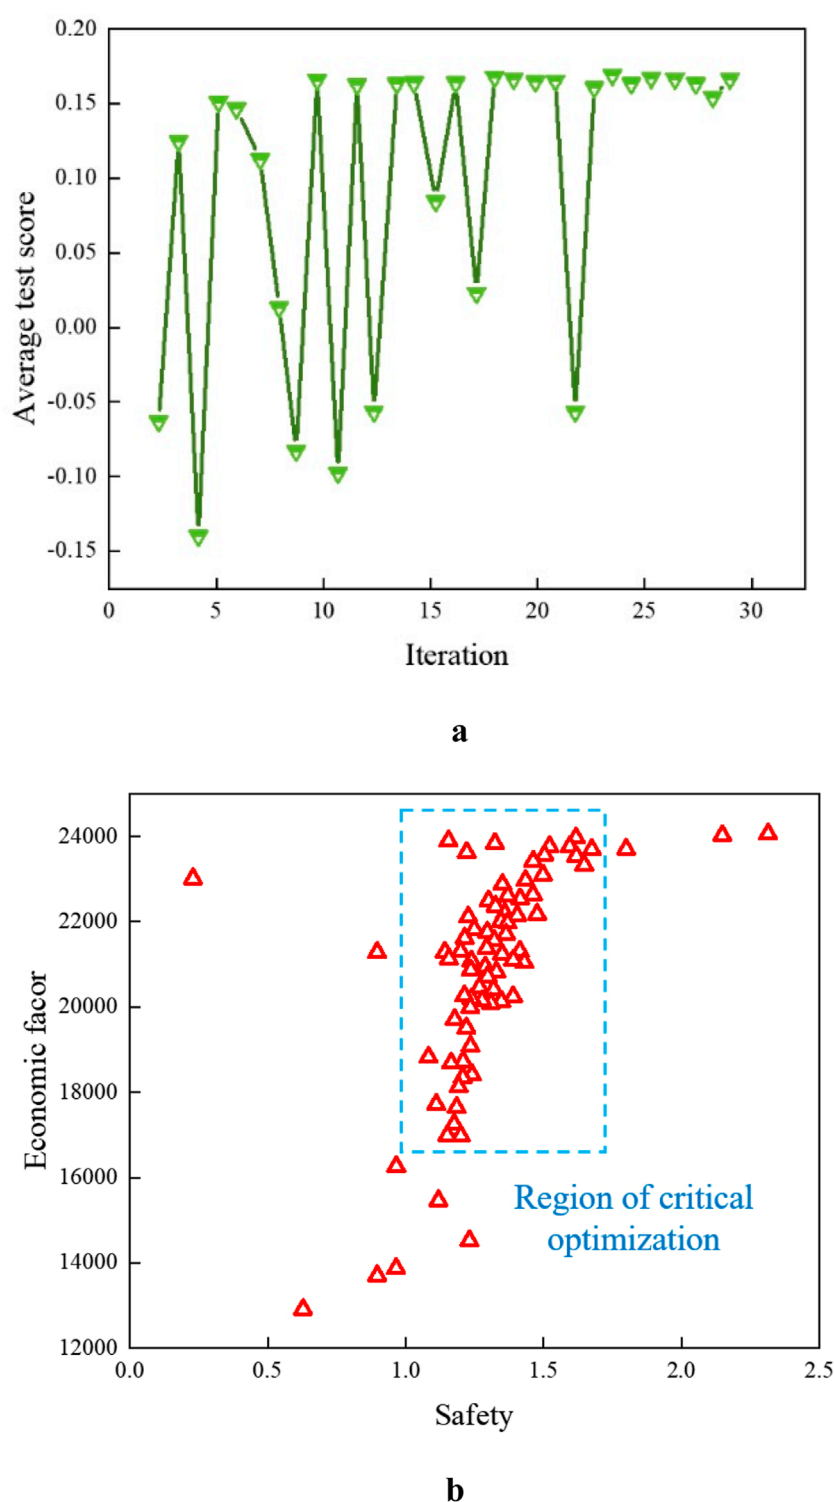 0.20
0.15
0.10
0.05
0.00
-0.05
-0.10
-0.15
Average test score
0 5 10 15 20 25 30
Iteration
a
24000
22000
20000
18000
16000
14000
12000
Economic facor
Region of critical
optimization
0.0 0.5 1.0 1.5 2.0 2.5
Safety
b